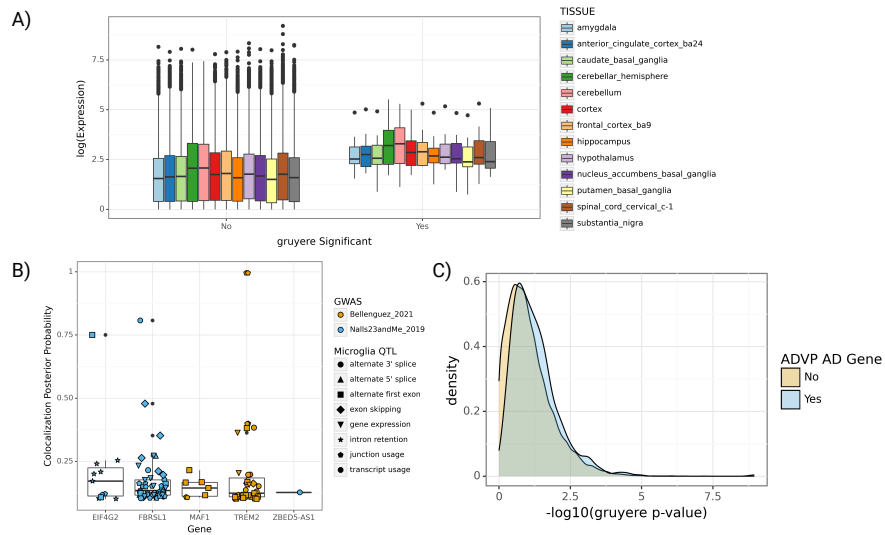 A)
TISSUE
amygdala
anterior_cingulate_cortex_ba24
caudate_basal_ganglia
cerebellar_hemisphere
cerebellum
cortex
frontal_cortex_ba9
hippocampus
hypothalamus
nucleus_accumbens_basal_ganglia
putamen_basal_ganglia
spinal_cord_cervical_c-1
substantia_nigra
log(Expression)
7.5
5
2.5
0
No
Yes
gruyere Significant
B)
Colocalization Posterior Probability
1
0.75
0.50
0.25
EIF4G2
FBRSL1
MAF1
TREM2
ZBED5-AS1
Gene
GWAS
Bellenguez_2021
Nalls23andMe_2019
Microglia QTL
alternate 3' splice
alternate 5' splice
alternate first exon
exon skipping
gene expression
intron retention
junction usage
transcript usage
C)
density
0.6
0.4
0.2
0
0
2.5
5
7.5
-log10(gruyere p-value)
ADVP AD Gene
No
Yes